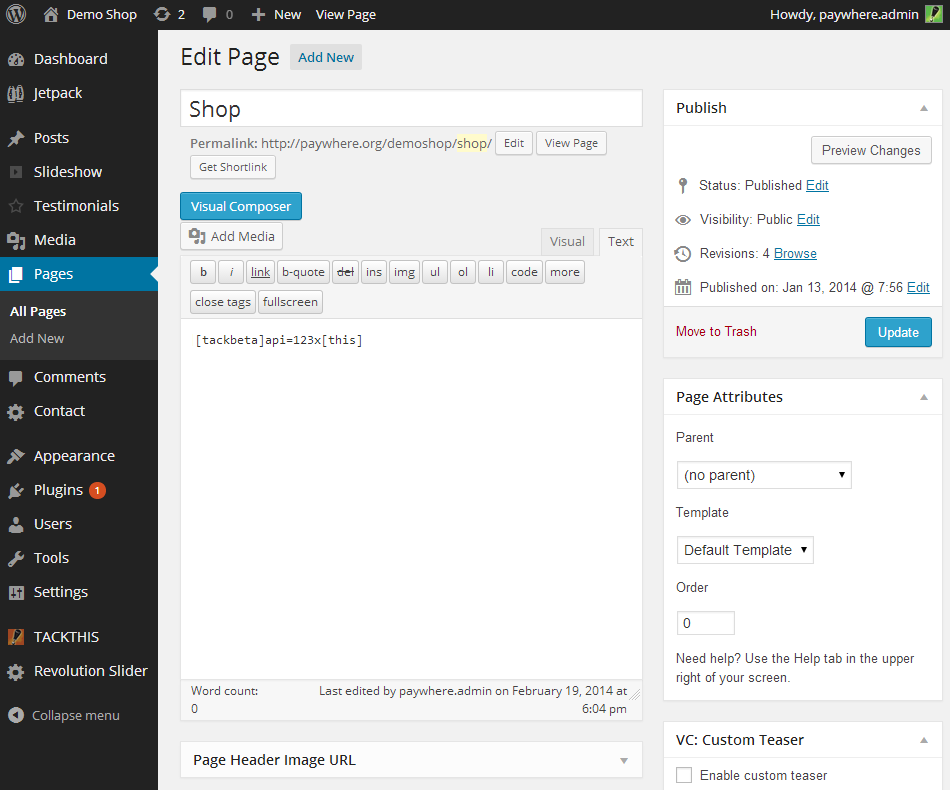 Demo Shop 2 0 New View Page Howdy, paywhere.admin
Dashboard
Jetpack
Posts
Slideshow
Testimonials
Media
Pages
All Pages
Add New
Comments
Contact
Appearance
Plugins 1
Users
Tools
Settings
TACKTHIS
Revolution Slider
Collapse menu
Edit Page Add New
Shop
Permalink: http://paywhere.org/demoshop/shop/ Edit View Page
Get Shortlink
Visual Composer
Add Media Visual Text
b i link b-quote del ins img ul ol li code more
close tags fullscreen
[tackbeta]api=123x[this]
Word count: Last edited by paywhere.admin on February 19, 2014 at
0 6:04 pm
Page Header Image URL
Publish
Preview Changes
Status: Published Edit
Visibility: Public Edit
Revisions: 4 Browse
Published on: Jan 13, 2014 @ 7:56 Edit
Move to Trash Update
Page Attributes
Parent
(no parent)
Template
Default Template
Order
0
Need help? Use the Help tab in the upper
right of your screen.
VC: Custom Teaser
Enable custom teaser